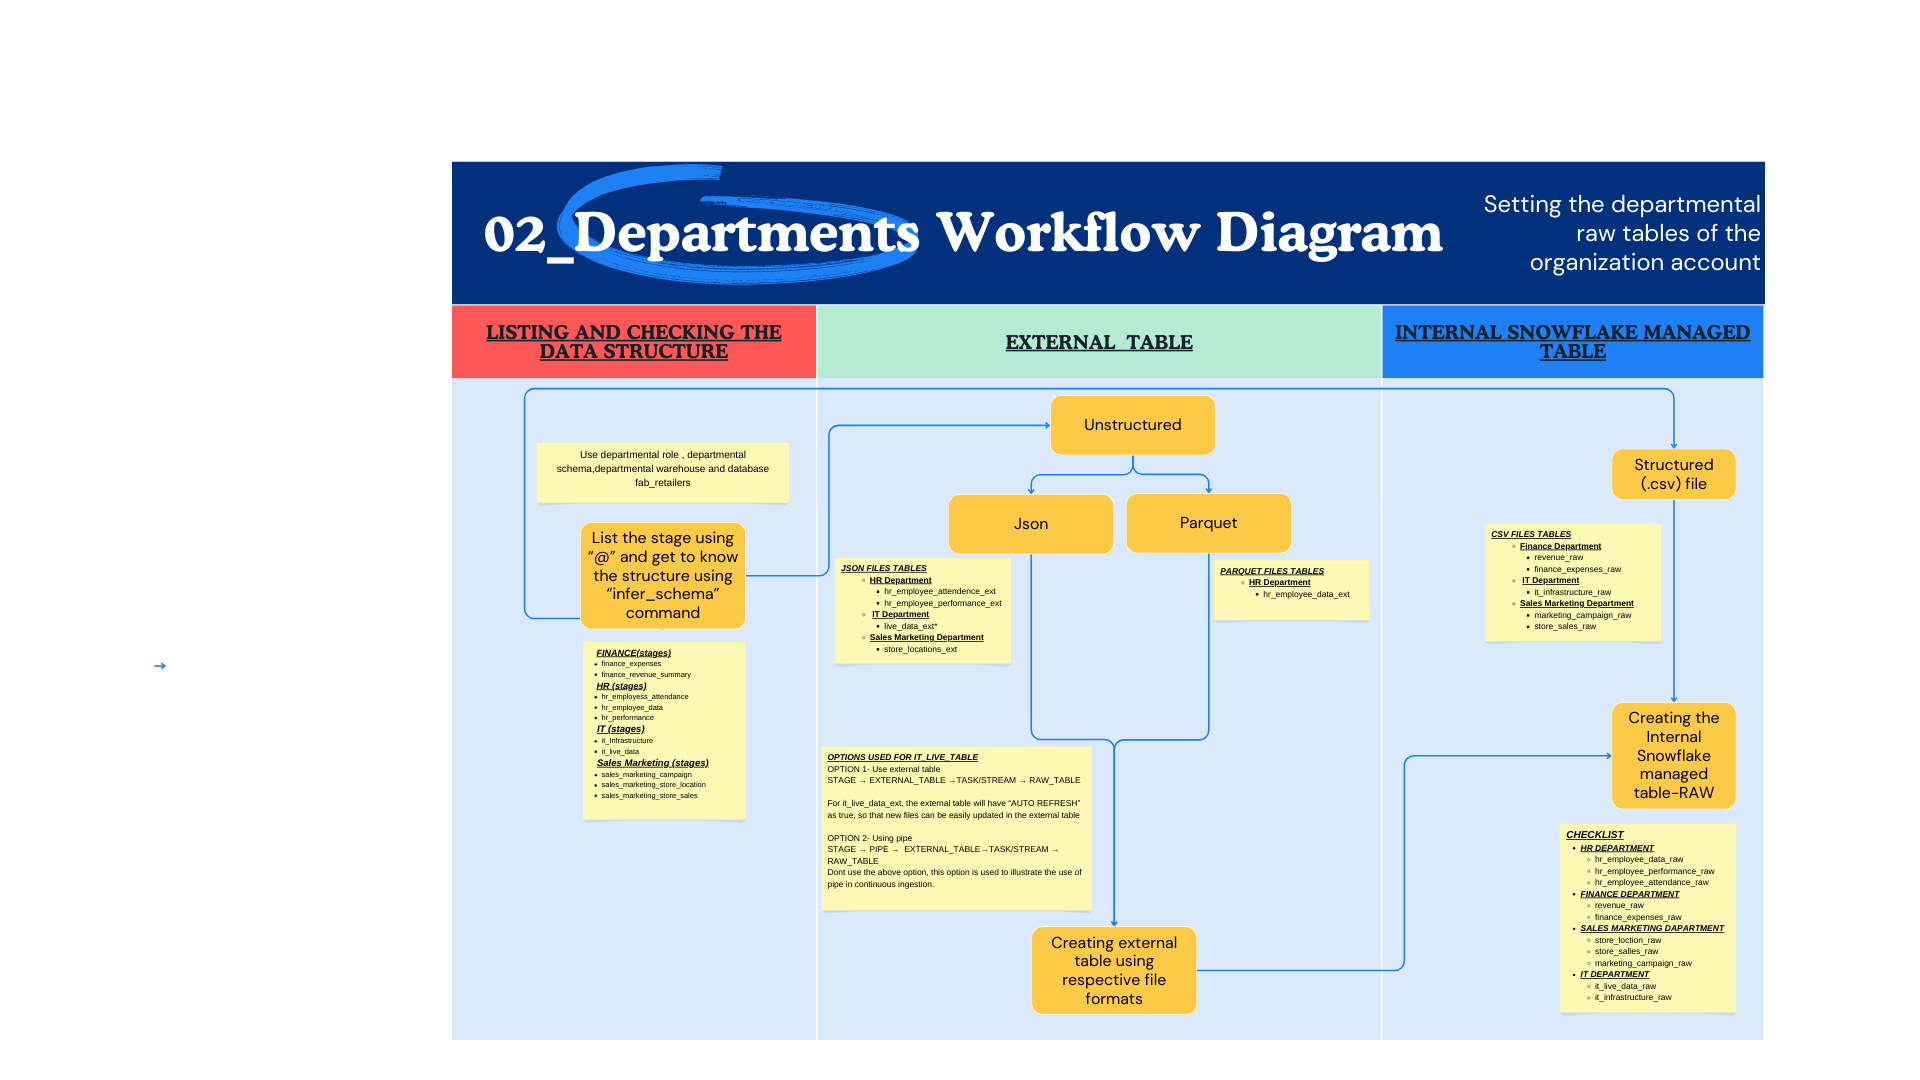 02_Departments Workflow Diagram
Setting the departmental
raw tables of the
organization account
LISTING AND CHECKING THE
DATA STRUCTURE
EXTERNAL TABLE
INTERNAL SNOWFLAKE MANAGED
TABLE
Use departmental role , departmental
schema,departmental warehouse and database
fab_retailers
List the stage using
“@” and get to know
the structure using
“infer_schema”
command
FINANCE(stages)
finance_expenses
finance_revenue_summary
HR (stages)
hr_employess_attendance
hr_employee_data
hr_performance
IT (stages)
it_Infrastructure
it_live_data
Sales Marketing (stages)
sales_marketing_campaign
sales_marketing_store_location
sales_marketing_store_sales
Unstructured
Json
Parquet
JSON FILES TABLES
HR Department
hr_employee_attendence_ext
hr_employee_performance_ext
IT Department
live_data_ext*
Sales Marketing Department
store_locations_ext
PARQUET FILES TABLES
HR Department
hr_employee_data_ext
OPTIONS USED FOR IT_LIVE_TABLE
OPTION 1- Use external table
STAGE → EXTERNAL_TABLE →TASK/STREAM → RAW_TABLE
For it_live_data_ext, the external table will have “AUTO REFRESH”
as true, so that new files can be easily updated in the external table
OPTION 2- Using pipe
STAGE → PIPE → EXTERNAL_TABLE→TASK/STREAM →
RAW_TABLE
Dont use the above option, this option is used to illustrate the use of
pipe in continuous ingestion.
Creating external
table using
respective file
formats
Structured
(.csv) file
CSV FILES TABLES
Finance Department
revenue_raw
finance_expenses_raw
IT Department
it_infrastructure_raw
Sales Marketing Department
marketing_campaign_raw
store_sales_raw
Creating the
Internal
Snowflake
managed
table-RAW
CHECKLIST
HR DEPARTMENT
hr_employee_data_raw
hr_employee_performance_raw
hr_employee_attendance_raw
FINANCE DEPARTMENT
revenue_raw
finance_expenses_raw
SALES MARKETING DAPARTMENT
store_loction_raw
store_salles_raw
marketing_campaign_raw
IT DEPARTMENT
it_live_data_raw
it_infrastructure_raw